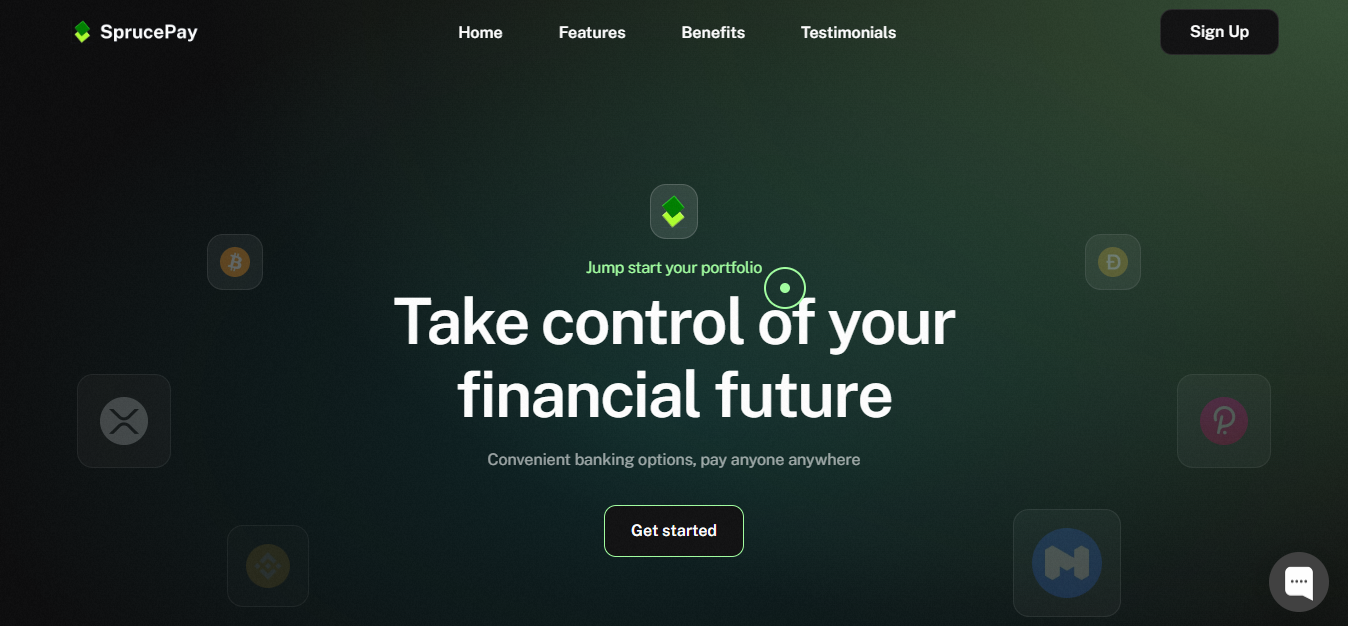 SprucePay
Home
Features
Benefits
Testimonials
Sign Up
Jump start your portfolio
Take control of your
financial future
Convenient banking options, pay anyone anywhere
Get started